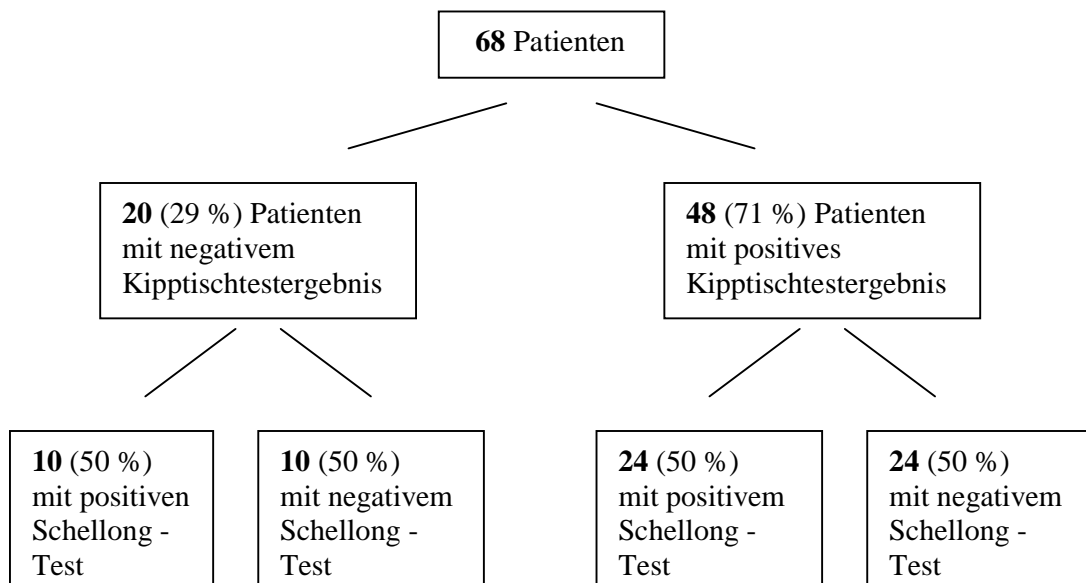 68 Patienten
20 (29 %) Patienten
mit negativem
Kipptischtestergebnis
48 (71 %) Patienten
mit positives
Kipptischtestergebnis
10 (50 %)
mit positiven
Schellong -
Test
10 (50 %)
mit negativem
Schellong -
Test
24 (50 %)
mit positivem
Schellong -
Test
24 (50 %)
mit negativem
Schellong -
Test